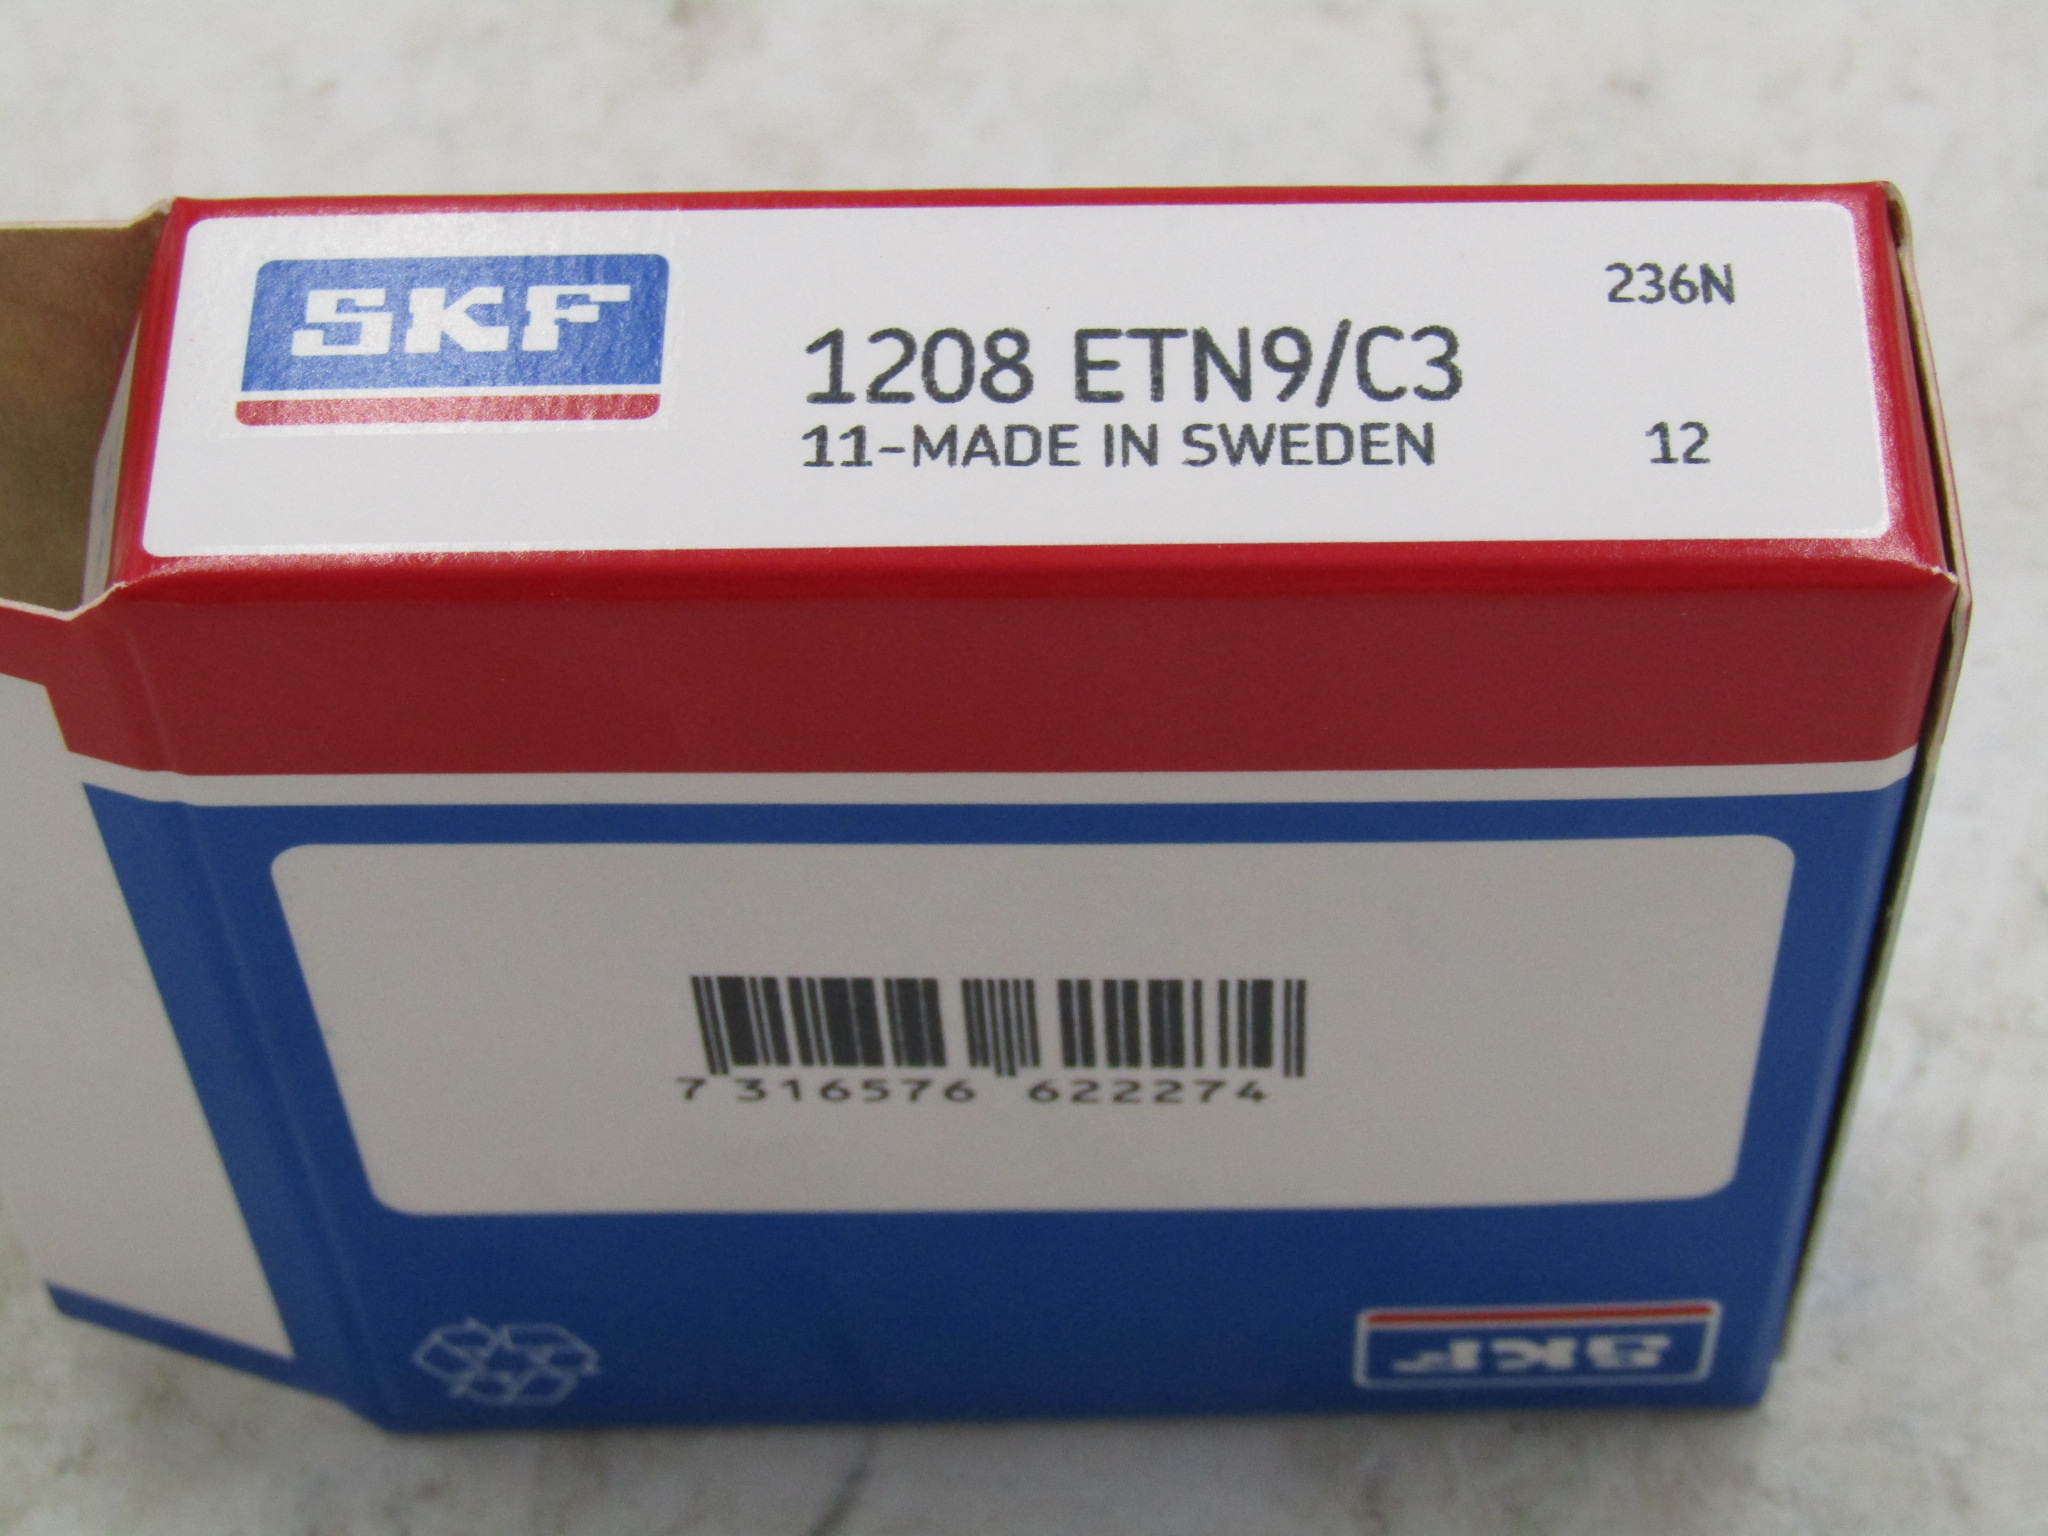 SKF
236N
1208 ETN9/C3
11-MADE IN SWEDEN
12
7 316576 622274
SKF